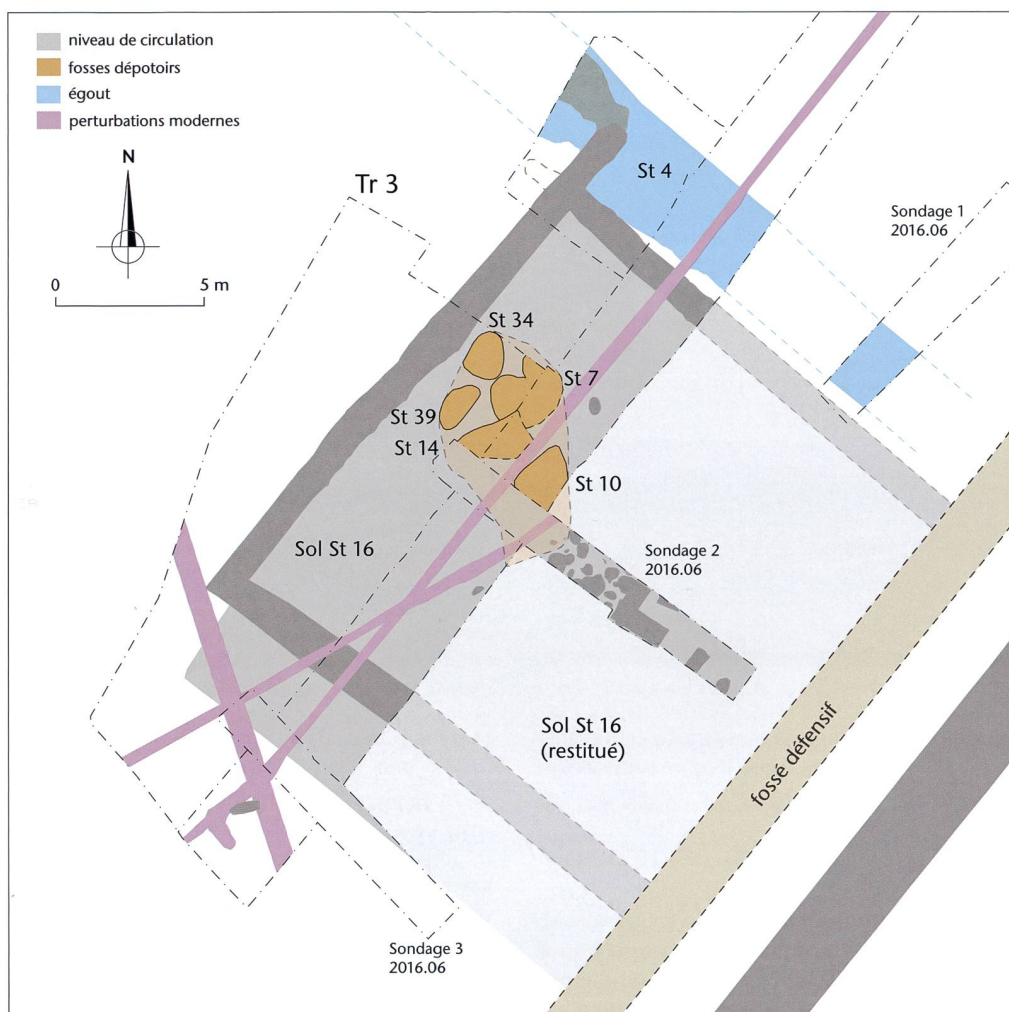 niveau de circulation
fosses dépotoirs
égout
perturbations modernes
N
0 5 m
Tr 3
St 4
Sondage 1
2016.06
St 34
St 7
St 39
St 14
St 10
Sol St 16
Sondage 2
2016.06
Sol St 16
(restitué)
fossé défensif
Sondage 3
2016.06